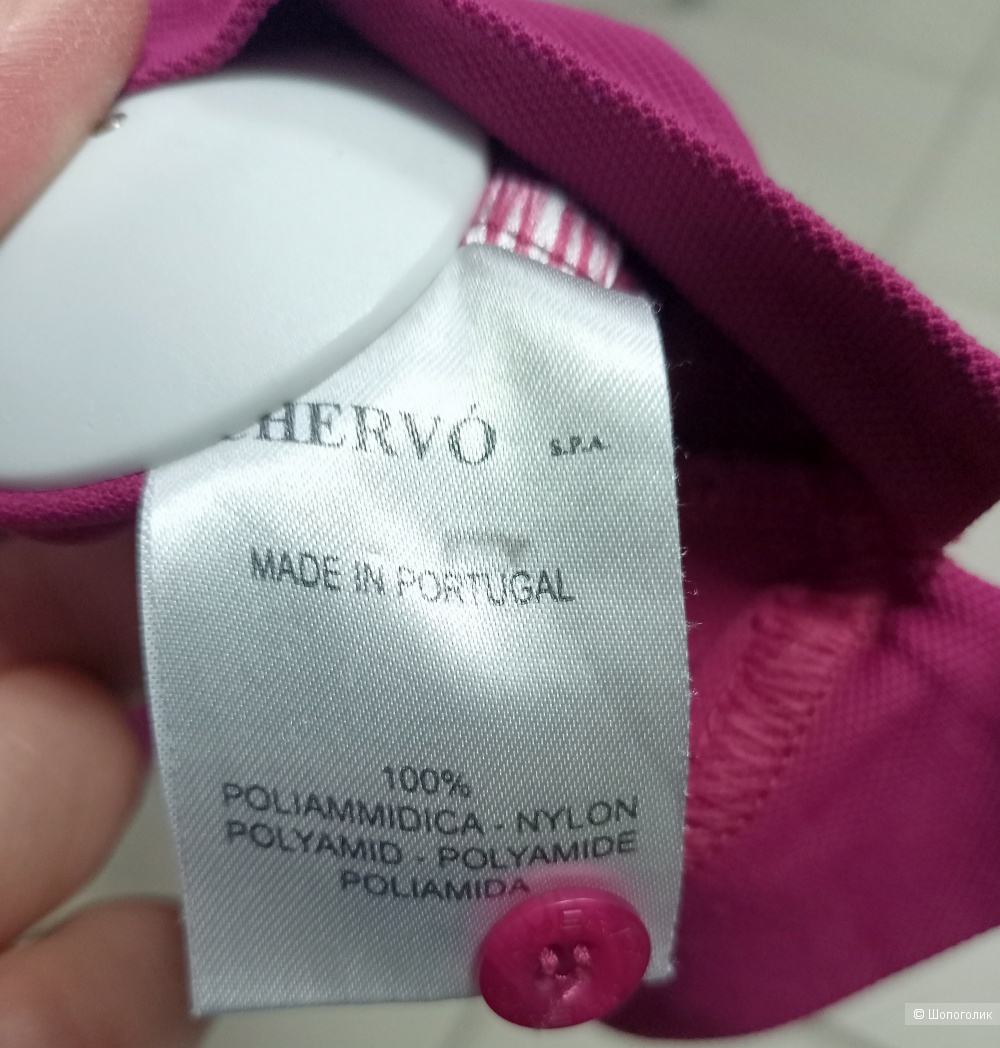 HERVÓ S.P.A.
MADE IN PORTUGAL
100%
POLIAMMIDICA - NYLON
POLYAMID - POLYAMIDE
POLIAMIDA
© Шопоголик